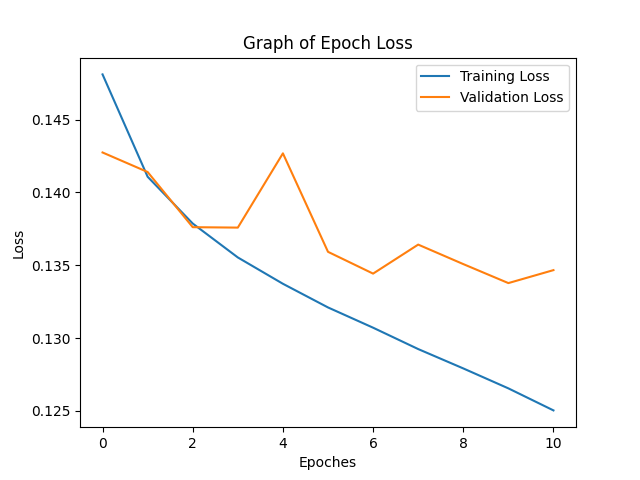 Graph of Epoch Loss
Training Loss
Validation Loss
0.145
0.140
0.135
0.130
0.125
Loss
0 2 4 6 8 10
Epoches